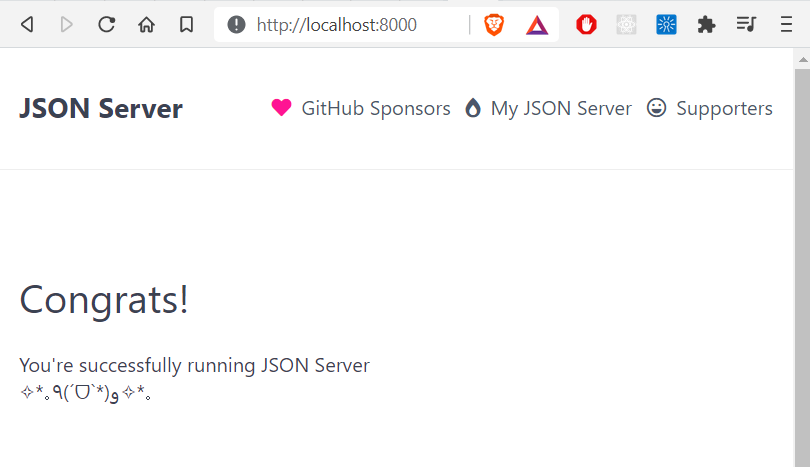 http://localhost:8000
JSON Server
GitHub Sponsors
My JSON Server
Supporters
Congrats!
You're successfully running JSON Server
✧*｡٩(ˊᗜˋ*)و✧*｡